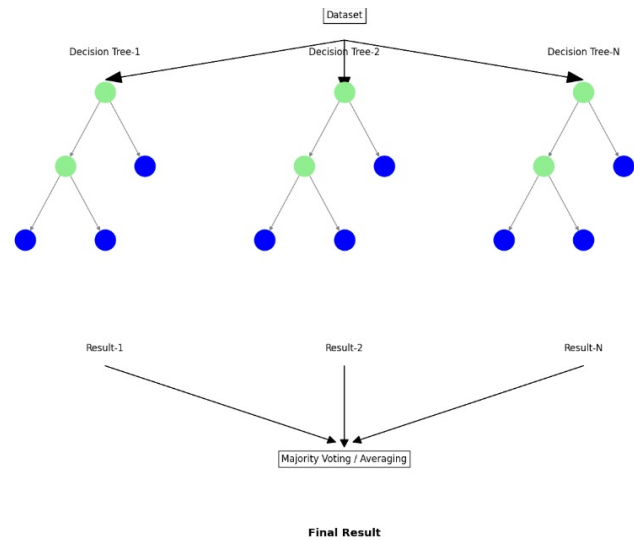 Dataset
Decision Tree-1
Decision Tree-2
Decision Tree-N
Result-1
Result-2
Result-N
Majority Voting / Averaging
Final Result